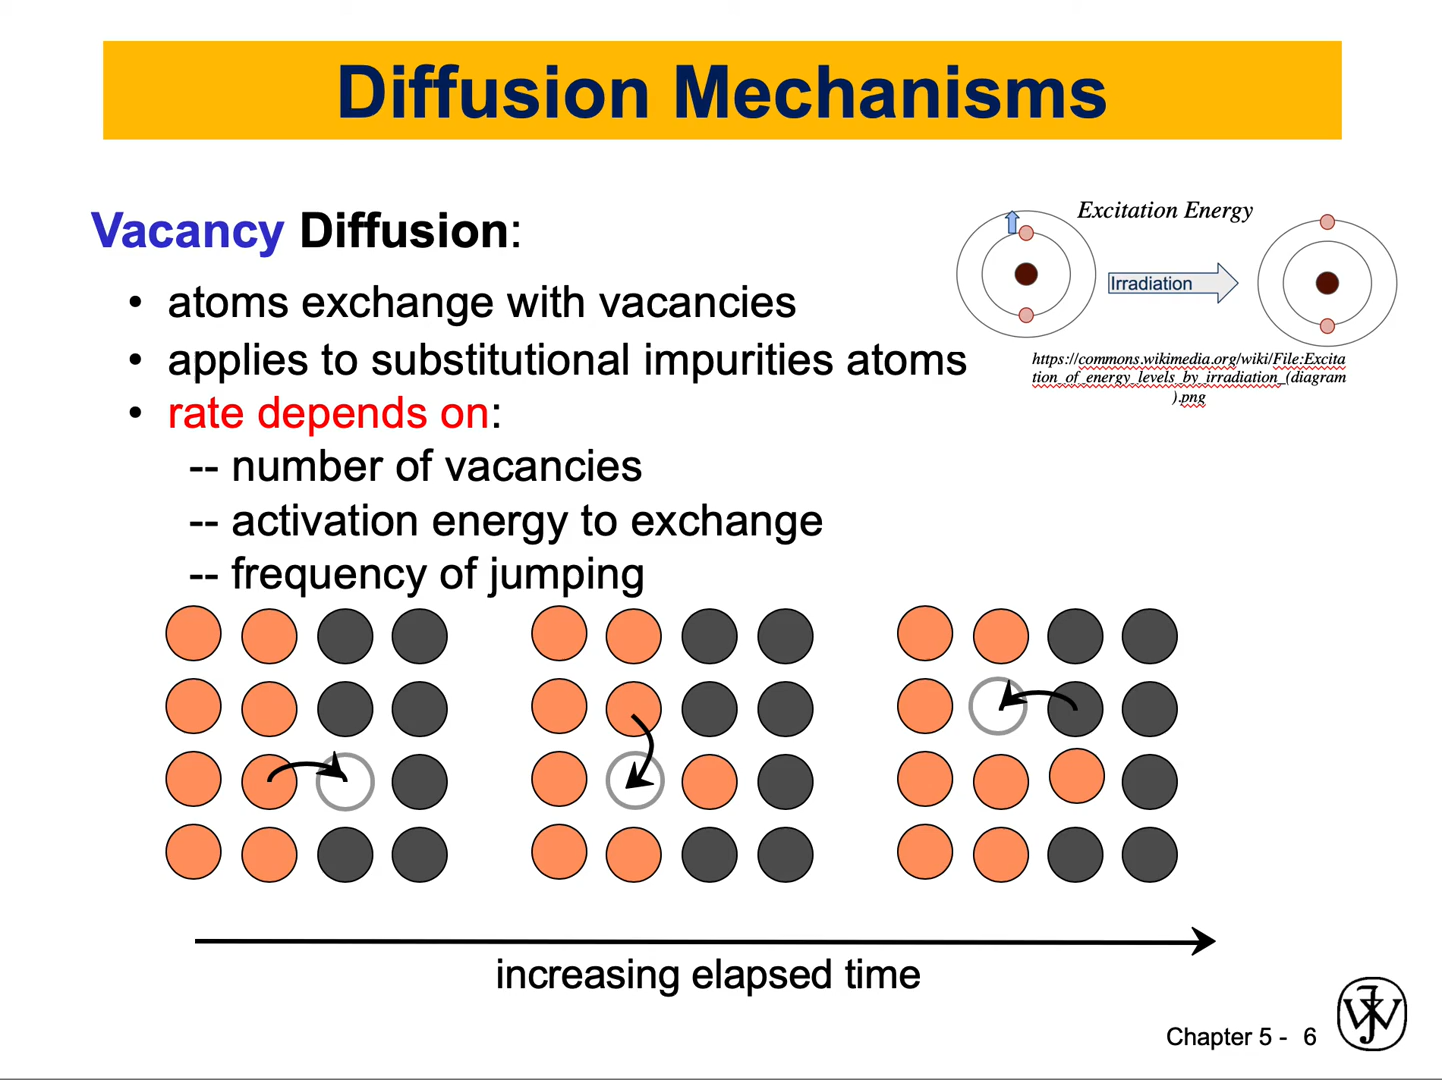 Diffusion Mechanisms
Vacancy Diffusion:
• atoms exchange with vacancies
• applies to substitutional impurities atoms
• rate depends on:
-- number of vacancies
-- activation energy to exchange
-- frequency of jumping
Excitation Energy
Irradiation
https://commons.wikimedia.org/wiki/File:Excita
tion_of_energy_levels_by_irradiation_(diagram
).png
increasing elapsed time
Chapter 5 - 6